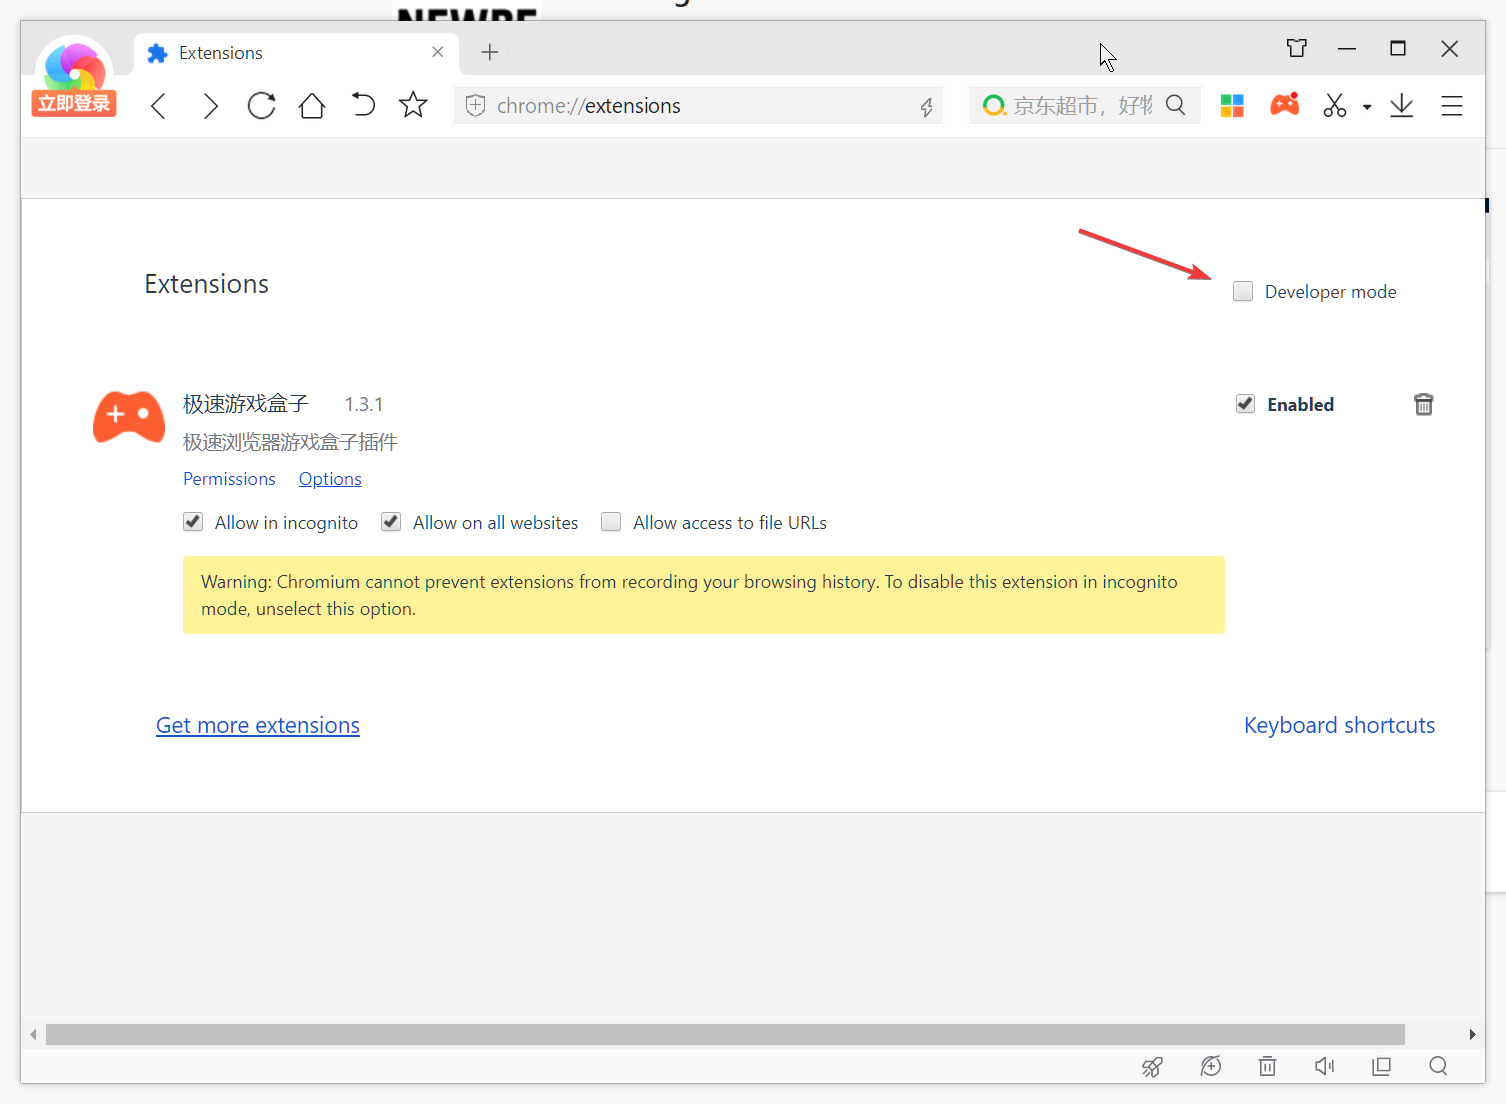 Extensions
立即登录
chrome://extensions
京东超市，好
Extensions
Developer mode
极速游戏盒子 1.3.1
Enabled
极速浏览器游戏盒子插件
Permissions Options
Allow in incognito Allow on all websites Allow access to file URLs
Warning: Chromium cannot prevent extensions from recording your browsing history. To disable this extension in incognito
mode, unselect this option.
Get more extensions
Keyboard shortcuts